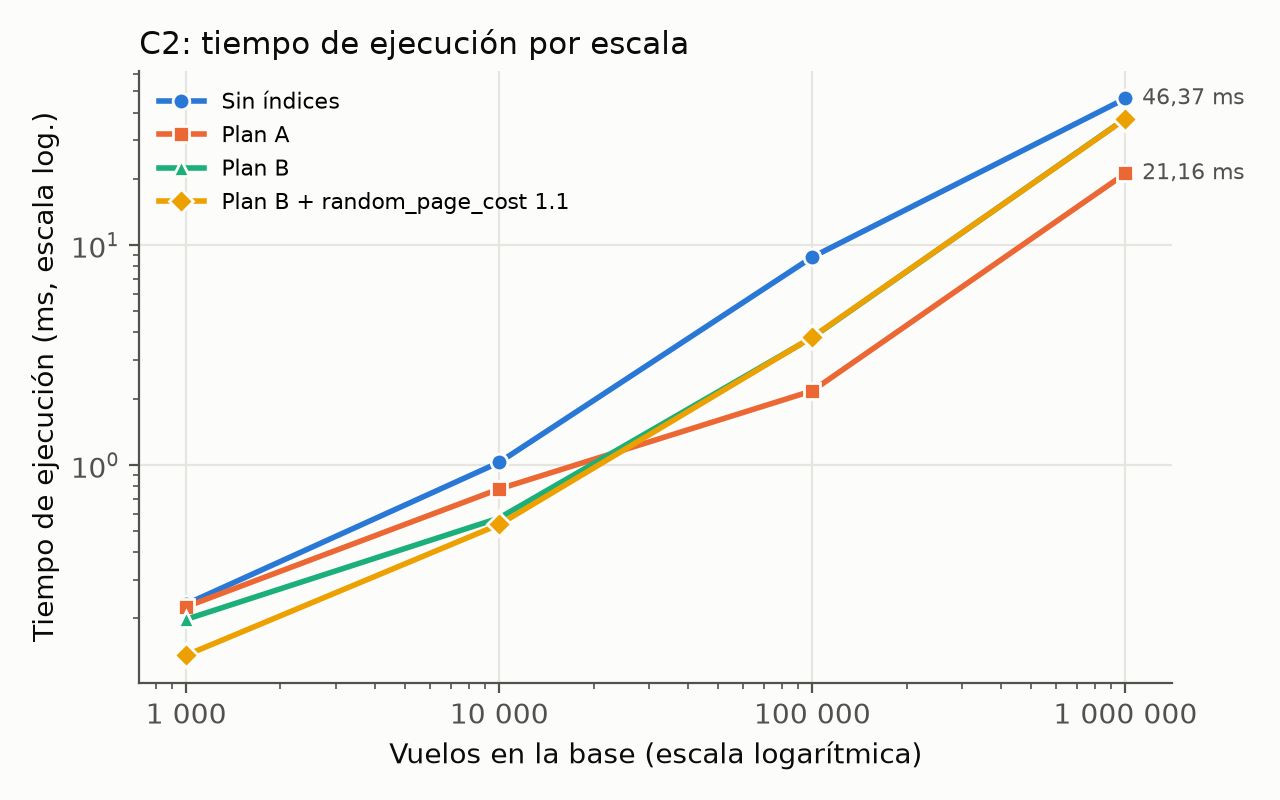 C2: tiempo de ejecución por escala
Sin índices
Plan A
Plan B
Plan B + random_page_cost 1.1
46,37 ms
21,16 ms
Tiempo de ejecución (ms, escala log.)
10¹
10⁰
1 000
10 000
100 000
1 000 000
Vuelos en la base (escala logarítmica)